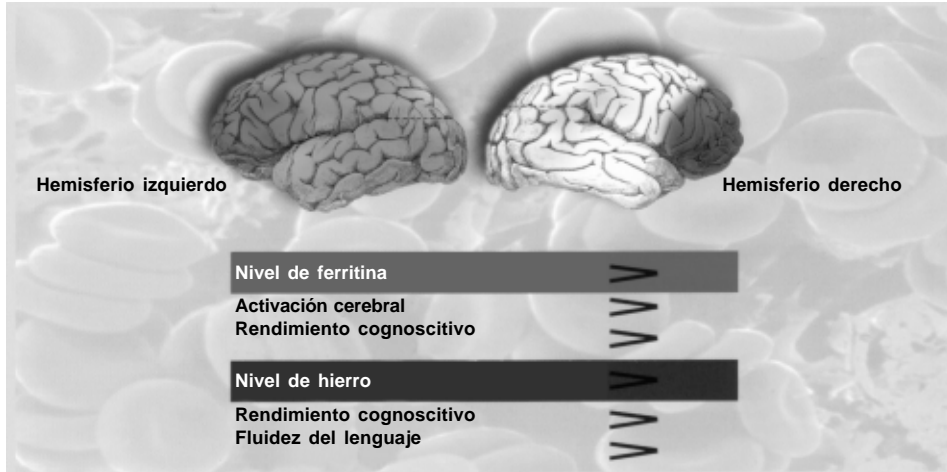 Hemisferio izquierdo
Hemisferio derecho
Nivel de ferritina >
Activación cerebral >
Rendimiento cognoscitivo >
Nivel de hierro >
Rendimiento cognoscitivo >
Fluidez del lenguaje >